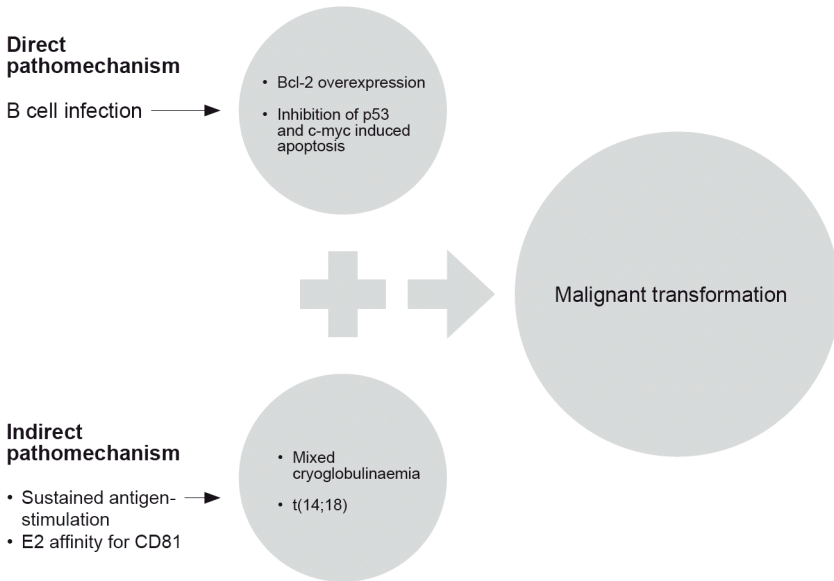 Direct
pathomechanism
B cell infection
• Bcl-2 overexpression
• Inhibition of p53
and c-myc induced
apoptosis
Malignant transformation
Indirect
pathomechanism
• Sustained antigen-
stimulation
• E2 affinity for CD81
• Mixed
cryoglobulinaemia
• t(14;18)